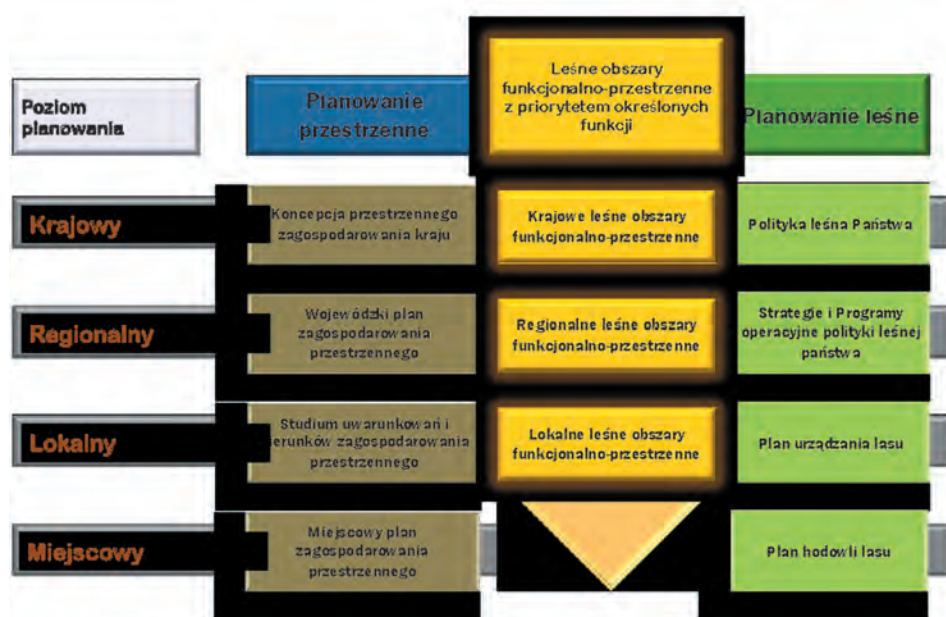 Poziom
planowania
Planowanie
przestrzenne
Leśne obszary
funkcjonalno-przestrzenne
z priorytetem określonych
funkcji
Planowanie leśne
Krajowy
Koncepcja przestrzennego
zagospodarowania kraju
Krajowe leśne obszary
funkcjonalno-przestrzenne
Polityka leśna Państwa
Regionalny
Wojewódzki plan
zagospodarowania
przestrzennego
Regionalne leśne obszary
funkcjonalno-przestrzenne
Strategie i Programy
operacyjne polityki leśnej
państwa
Lokalny
Studium uwarunkowań i
kierunków zagospodarowania
przestrzennego
Lokalne leśne obszary
funkcjonalno-przestrzenne
Plan urządzania lasu
Miejscowy
Miejscowy plan
zagospodarowania
przestrzennego
Plan hodowli lasu